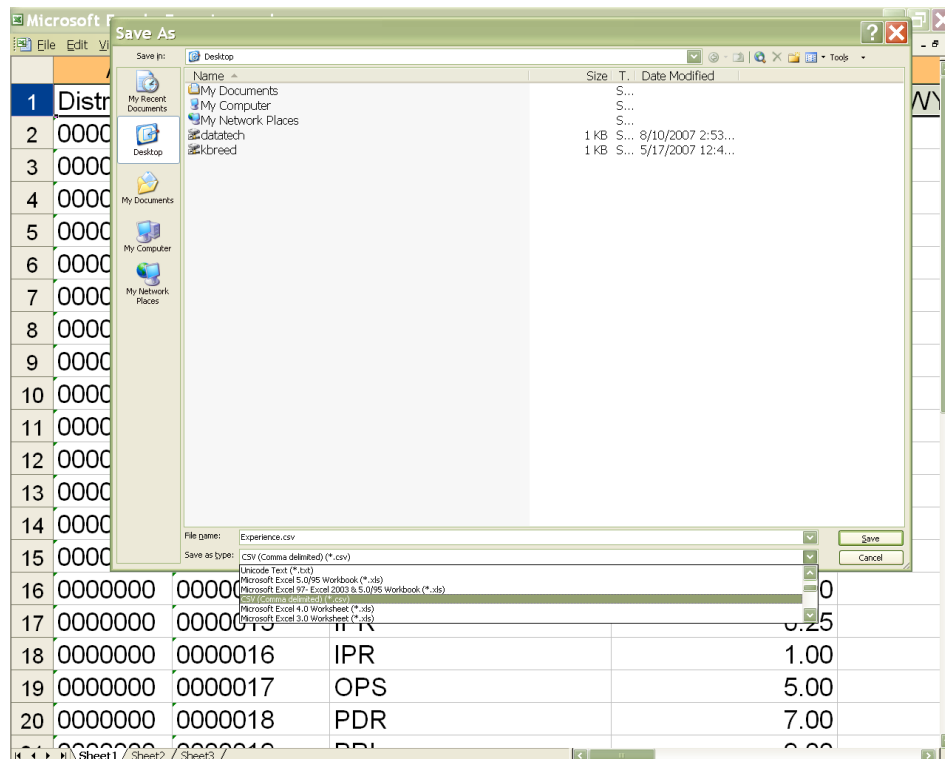 Microsoft E
Save As
File Edit Vi
Save in:
Desktop
Tools
Name Size T. Date Modified
My Documents S...
My Computer S...
My Network Places S...
datatech 1 KB S... 8/10/2007 2:53...
kbreed 1 KB S... 5/17/2007 12:4...
My Recent
Documents
Desktop
My Documents
My Computer
My Network
Places
File name: Experience.csv Save
Save as type: CSV (Comma delimited) (*.csv) Cancel
Unicode Text (*.txt)
Microsoft Excel 5.0/95 Workbook (*.xls)
Microsoft Excel 97- Excel 2003 & 5.0/95 Workbook (*.xls)
CSV (Comma delimited) (*.csv)
Microsoft Excel 4.0 Worksheet (*.xls)
Microsoft Excel 3.0 Worksheet (*.xls)
1 Distr
2 0000
3 0000
4 0000
5 0000
6 0000
7 0000
8 0000
9 0000
10 0000
11 0000
12 0000
13 0000
14 0000
15 0000
16 0000000 0000 0
17 0000000 0000015 IPR 0.25
18 0000000 0000016 IPR 1.00
19 0000000 0000017 OPS 5.00
20 0000000 0000018 PDR 7.00
Sheet1 / Sheet2 / Sheet3 /